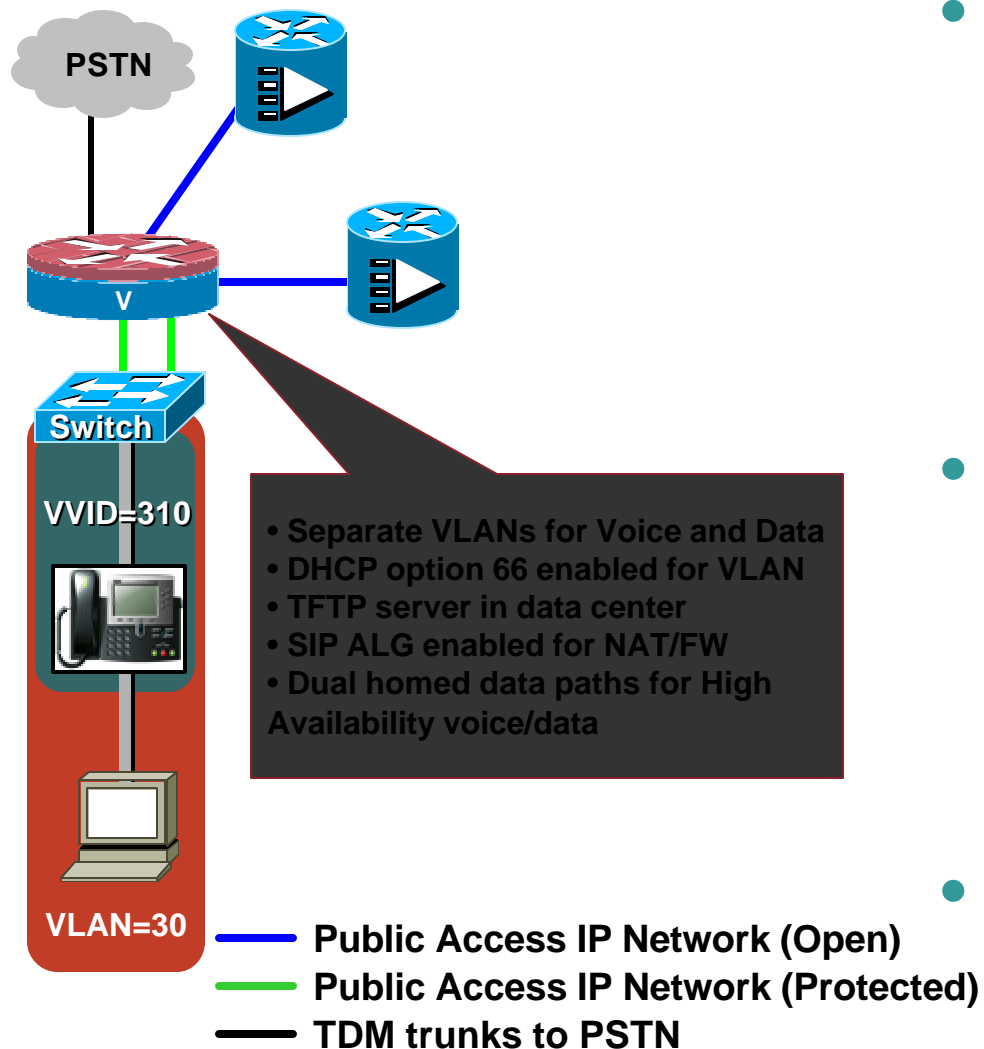 PSTN
V
Switch
VVID=310
• Separate VLANs for Voice and Data
• DHCP option 66 enabled for VLAN
• TFTP server in data center
• SIP ALG enabled for NAT/FW
• Dual homed data paths for High
Availability voice/data
VLAN=30
Public Access IP Network (Open)
Public Access IP Network (Protected)
TDM trunks to PSTN